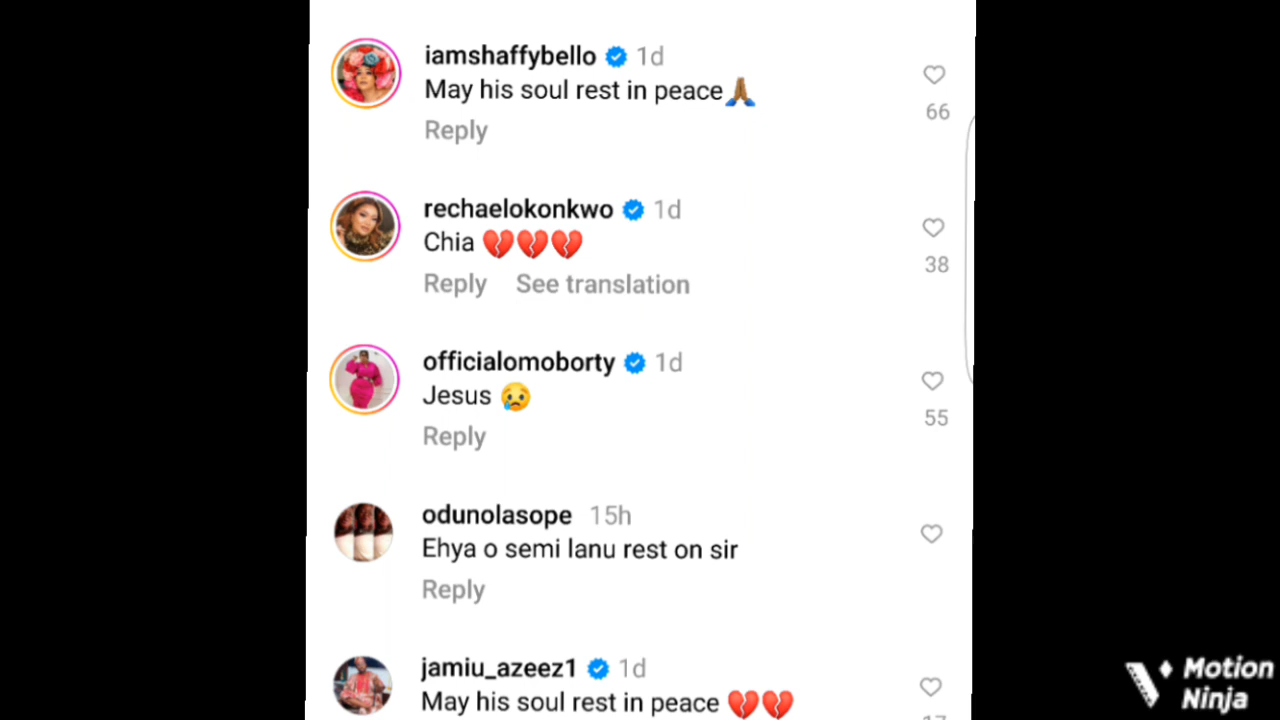 iamshaffybello 1d
May his soul rest in peace🙏🏾
66
Reply
rechaelokonkwo 1d
Chia 💔💔💔
38
Reply See translation
officialomoborty 1d
Jesus 😢
55
Reply
odunolasope 15h
Ehya o semi lanu rest on sir
Reply
jamiu_azeez1 1d
May his soul rest in peace 💔💔
Motion
Ninja